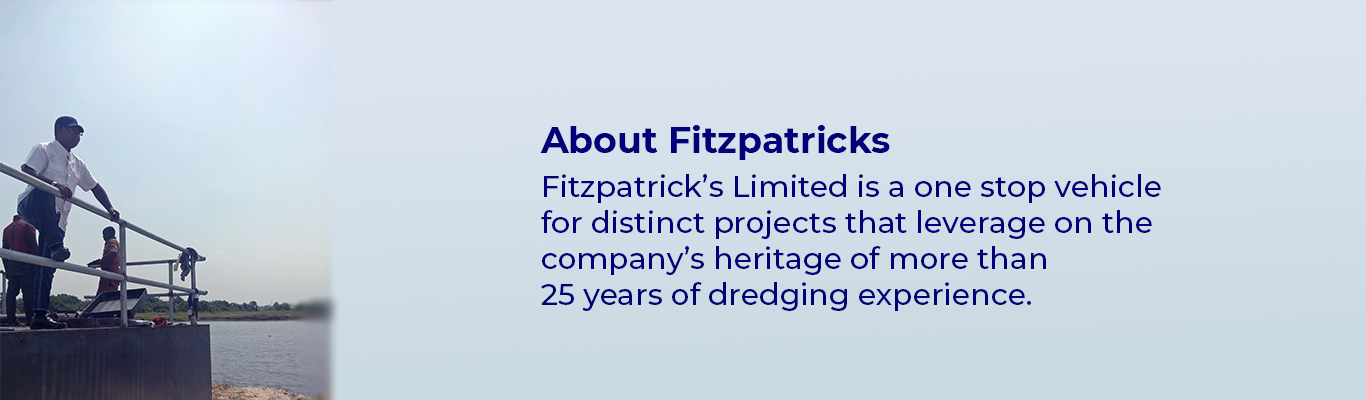 About Fitzpatricks
Fitzpatrick’s Limited is a one stop vehicle
for distinct projects that leverage on the
company’s heritage of more than
25 years of dredging experience.